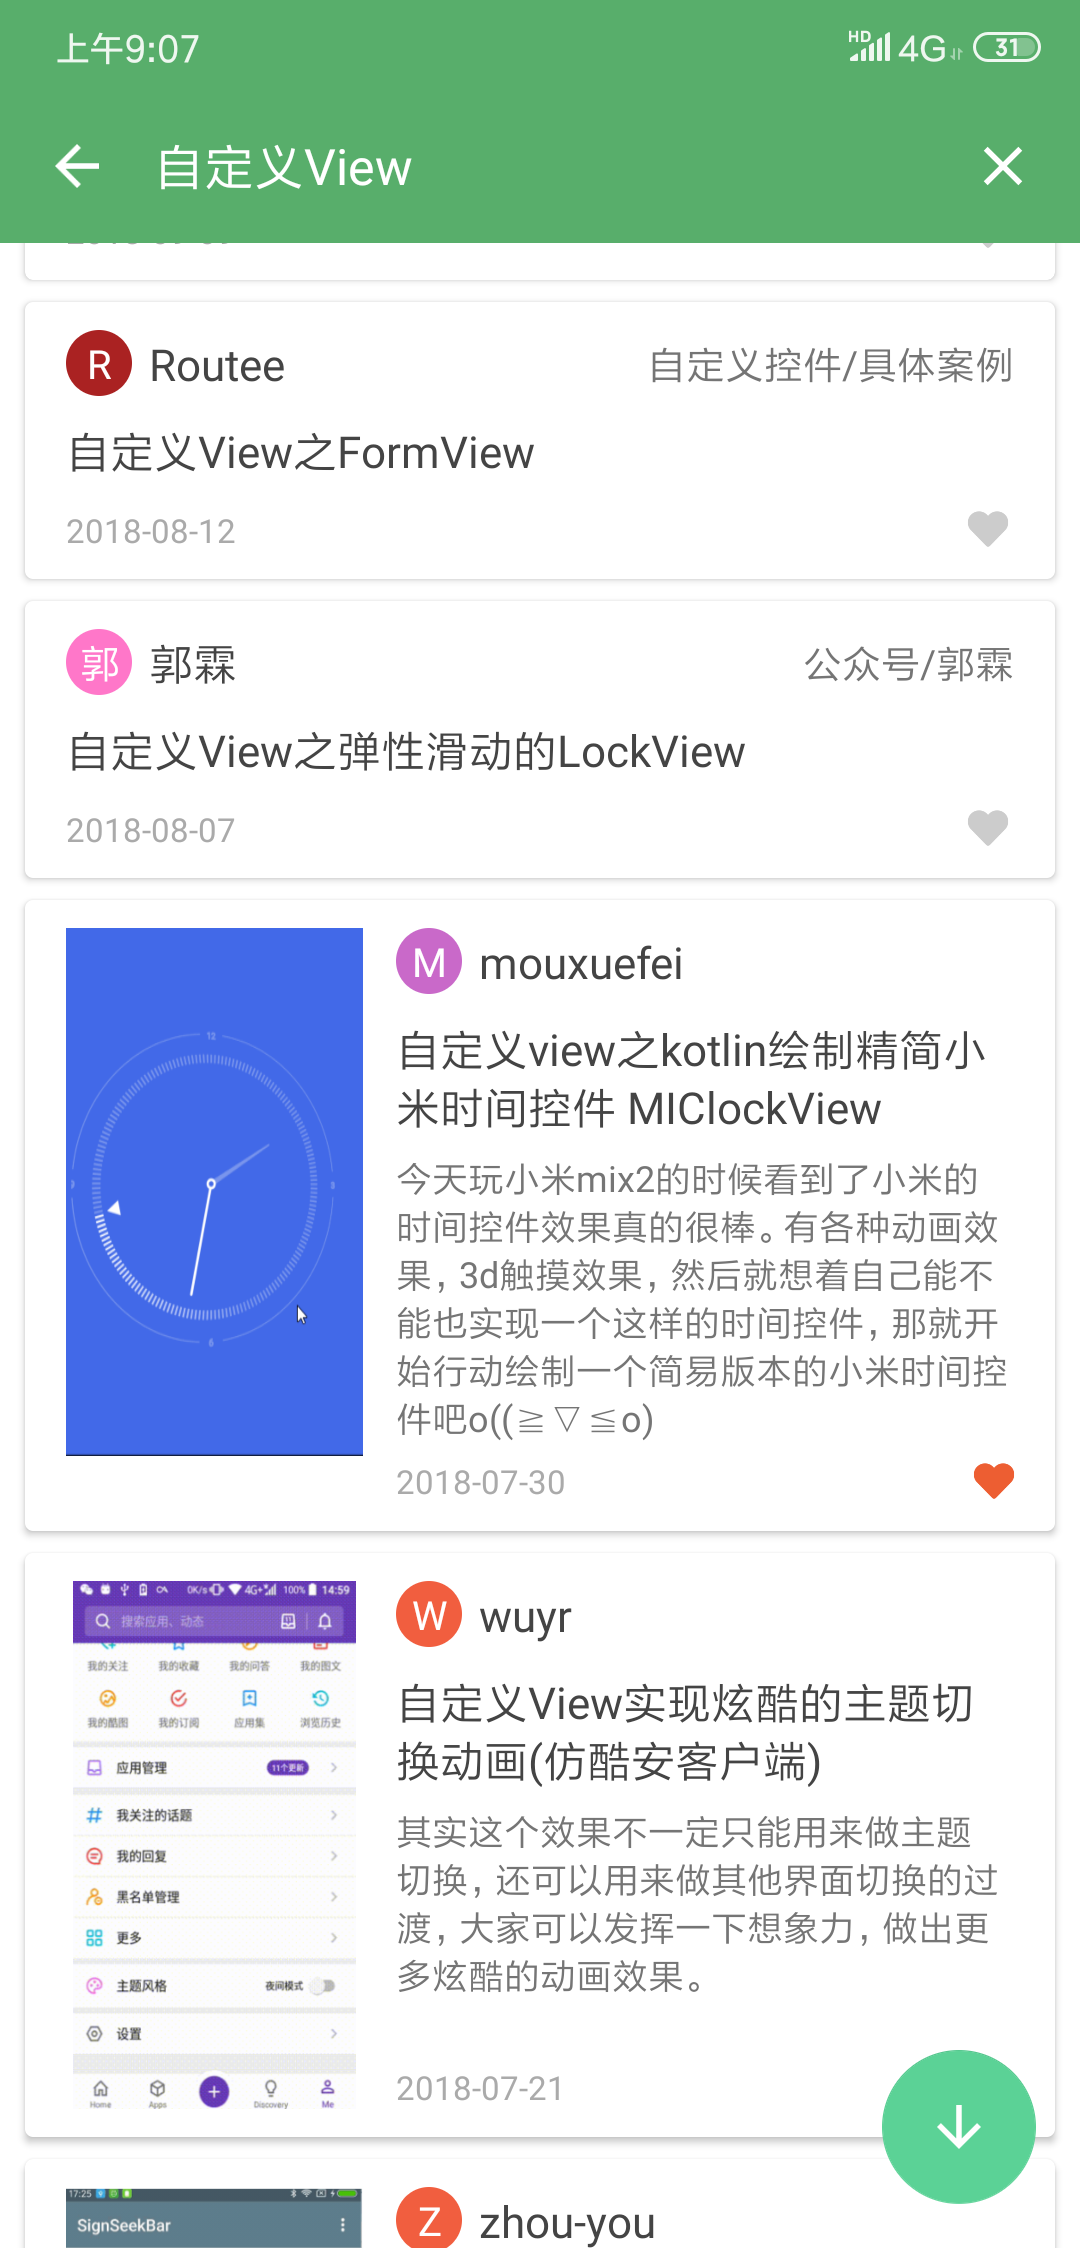 上午9:07
HD 4G 31
自定义View
R Routee 自定义控件/具体案例
自定义View之FormView
2018-08-12
郭 郭霖 公众号/郭霖
自定义View之弹性滑动的LockView
2018-08-07
12
6
M mouxuefei
自定义view之kotlin绘制精简小
米时间控件 MIClockView
今天玩小米mix2的时候看到了小米的
时间控件效果真的很棒。有各种动画效
果，3d触摸效果，然后就想着自己能不
能也实现一个这样的时间控件，那就开
始行动绘制一个简易版本的小米时间控
件吧o((≧▽≦o)
2018-07-30
0K/s 4G+ 100% 14:59
搜索应用、动态
我的关注 我的收藏 我的问答 我的图文
我的酷图 我的订阅 应用集 浏览历史
应用管理 11个更新
我关注的话题
我的回复
黑名单管理
更多
主题风格 夜间模式
设置
Home Apps Discovery Me
W wuyr
自定义View实现炫酷的主题切
换动画(仿酷安客户端)
其实这个效果不一定只能用来做主题
切换，还可以用来做其他界面切换的过
渡，大家可以发挥一下想象力，做出更
多炫酷的动画效果。
2018-07-21
17:25
SignSeekBar
Z zhou-you